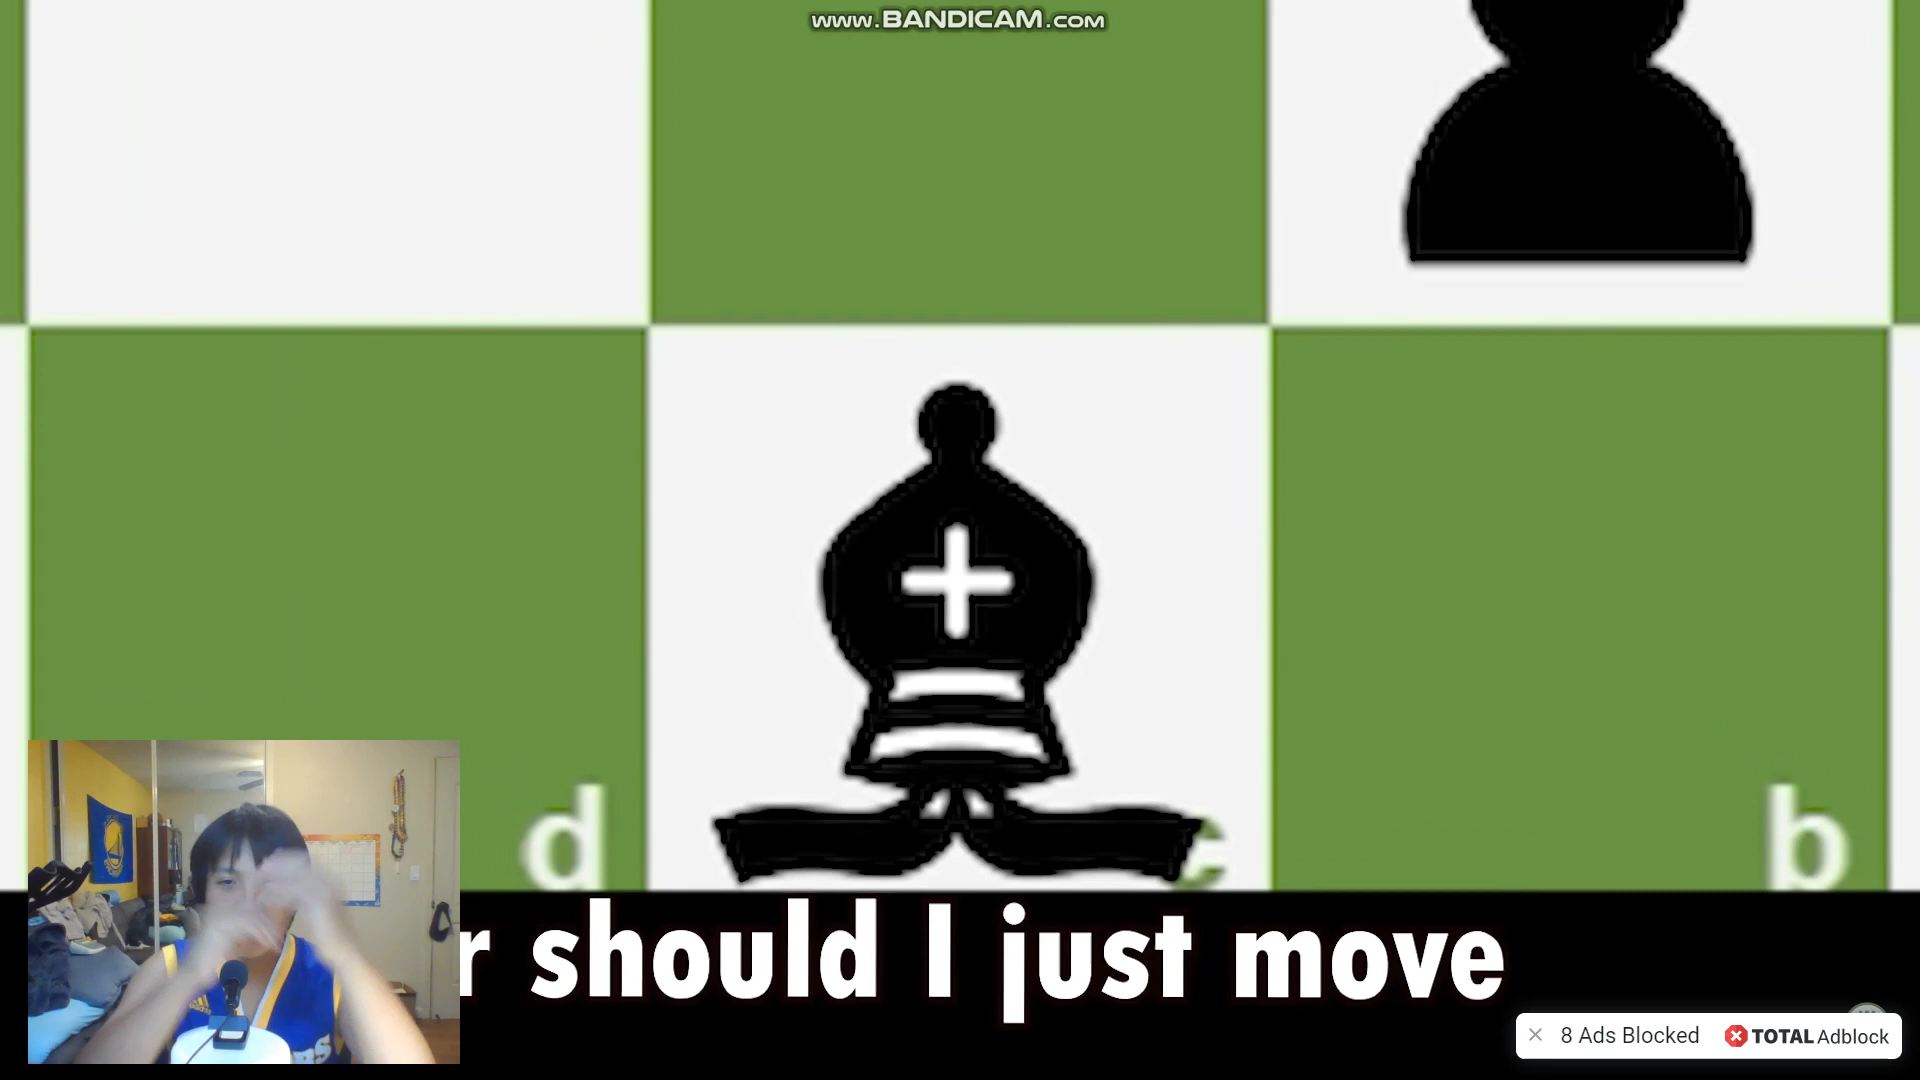 www.BANDICAM.com
d
c
b
r should I just move
8 Ads Blocked TOTAL Adblock